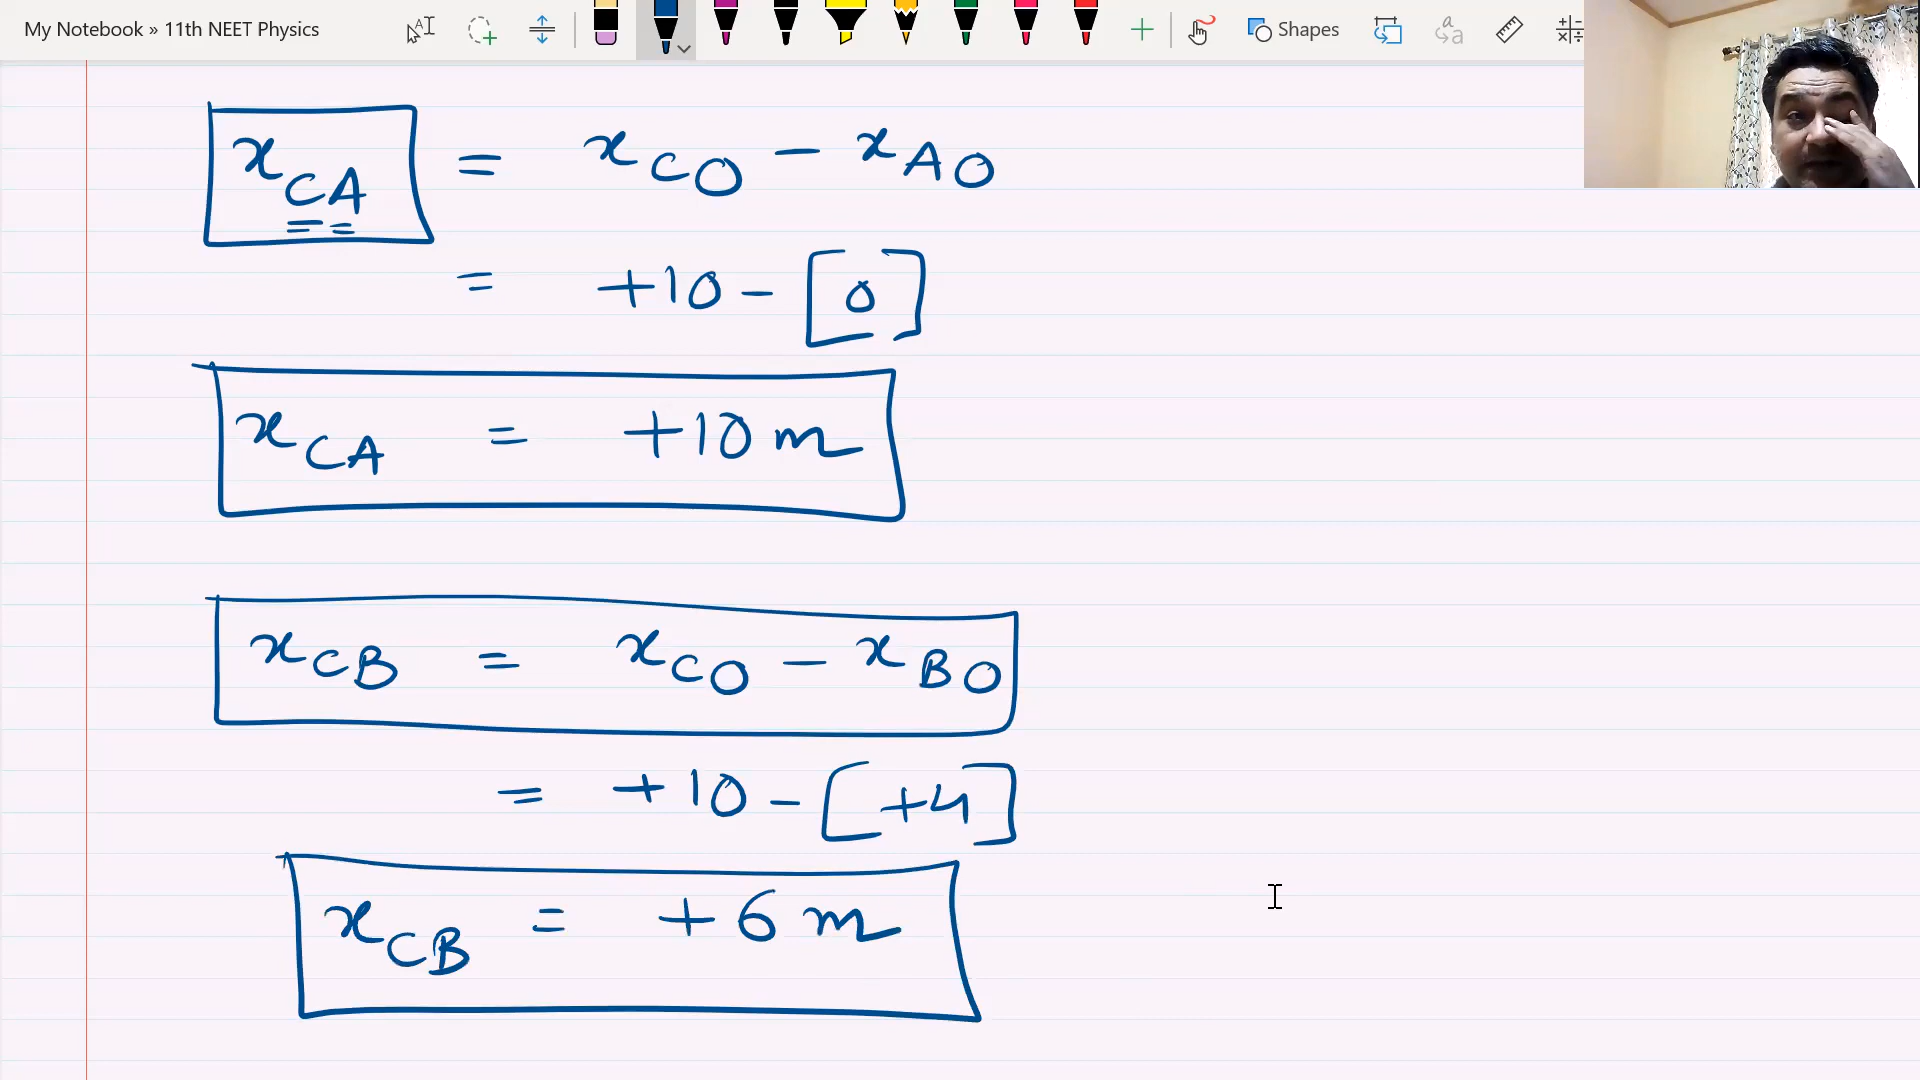 My Notebook » 11th NEET Physics
Shapes
x_CA = x_CO - x_AO
= +10 - [0]
x_CA = +10 m
x_CB = x_CO - x_BO
= +10 - [+4]
x_CB = +6 m